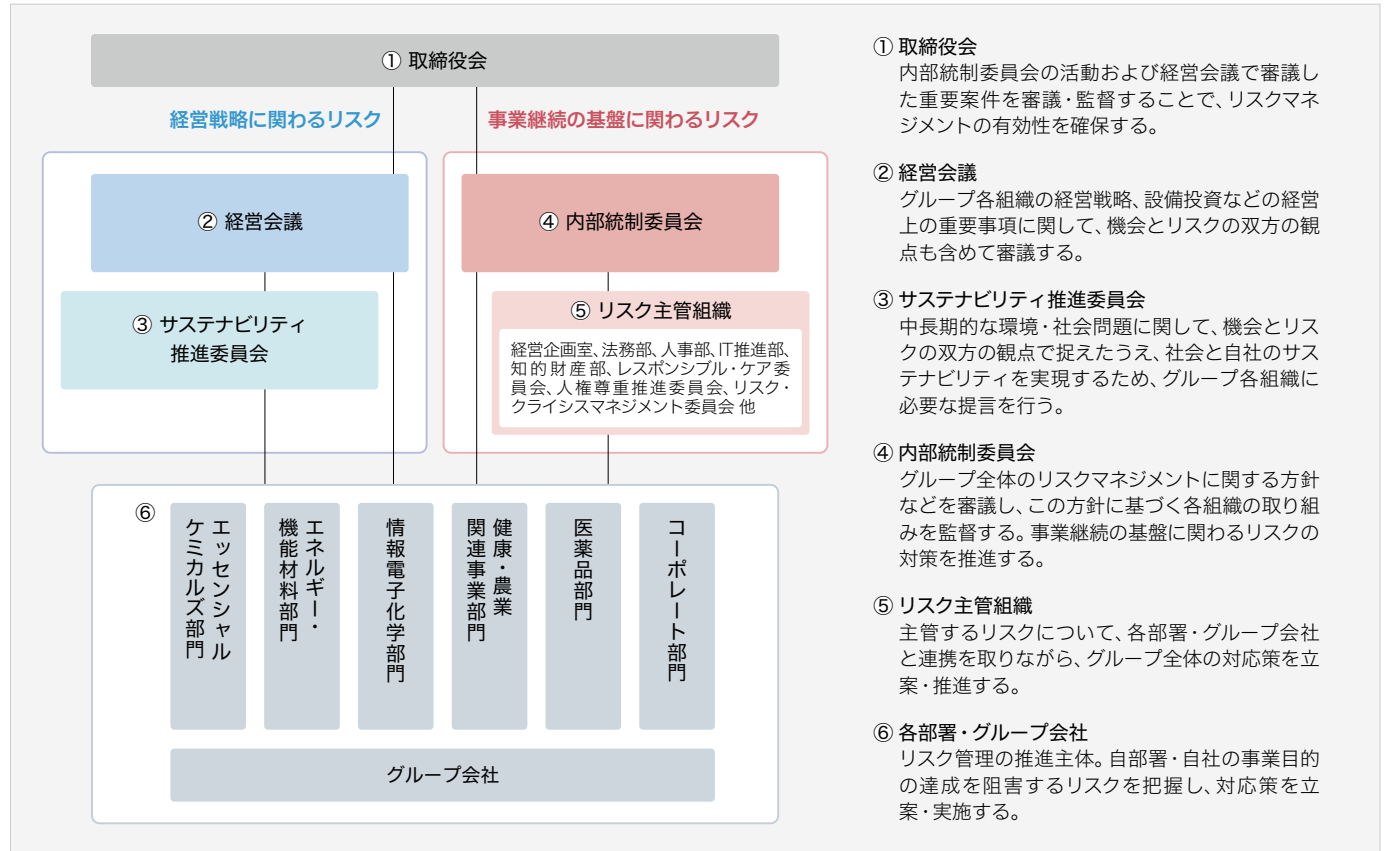 ① 取締役会
経営戦略に関わるリスク
事業継続の基盤に関わるリスク
② 経営会議
③ サステナビリティ
推進委員会
④ 内部統制委員会
⑤ リスク主管組織
経営企画室、法務部、人事部、IT推進部、
知的財産部、レスポンシブル・ケア委
員会、人権尊重推進委員会、リスク・
クライシスマネジメント委員会 他
⑥
エッセンシャル
ケミカルズ部門
エネルギー・
機能材料部門
情報電子化学部門
健康・農業
関連事業部門
医薬品部門
コーポレート部門
グループ会社
① 取締役会
内部統制委員会の活動および経営会議で審議し
た重要案件を審議・監督することで、リスクマネ
ジメントの有効性を確保する。
② 経営会議
グループ各組織の経営戦略、設備投資などの経営
上の重要事項に関して、機会とリスクの双方の観
点も含めて審議する。
③ サステナビリティ推進委員会
中長期的な環境・社会問題に関して、機会とリス
クの双方の観点で捉えたうえ、社会と自社のサス
テナビリティを実現するため、グループ各組織に
必要な提言を行う。
④ 内部統制委員会
グループ全体のリスクマネジメントに関する方針
などを審議し、この方針に基づく各組織の取り組
みを監督する。事業継続の基盤に関わるリスクの
対策を推進する。
⑤ リスク主管組織
主管するリスクについて、各部署・グループ会社
と連携を取りながら、グループ全体の対応策を立
案・推進する。
⑥ 各部署・グループ会社
リスク管理の推進主体。自部署・自社の事業目的
の達成を阻害するリスクを把握し、対応策を立
案・実施する。